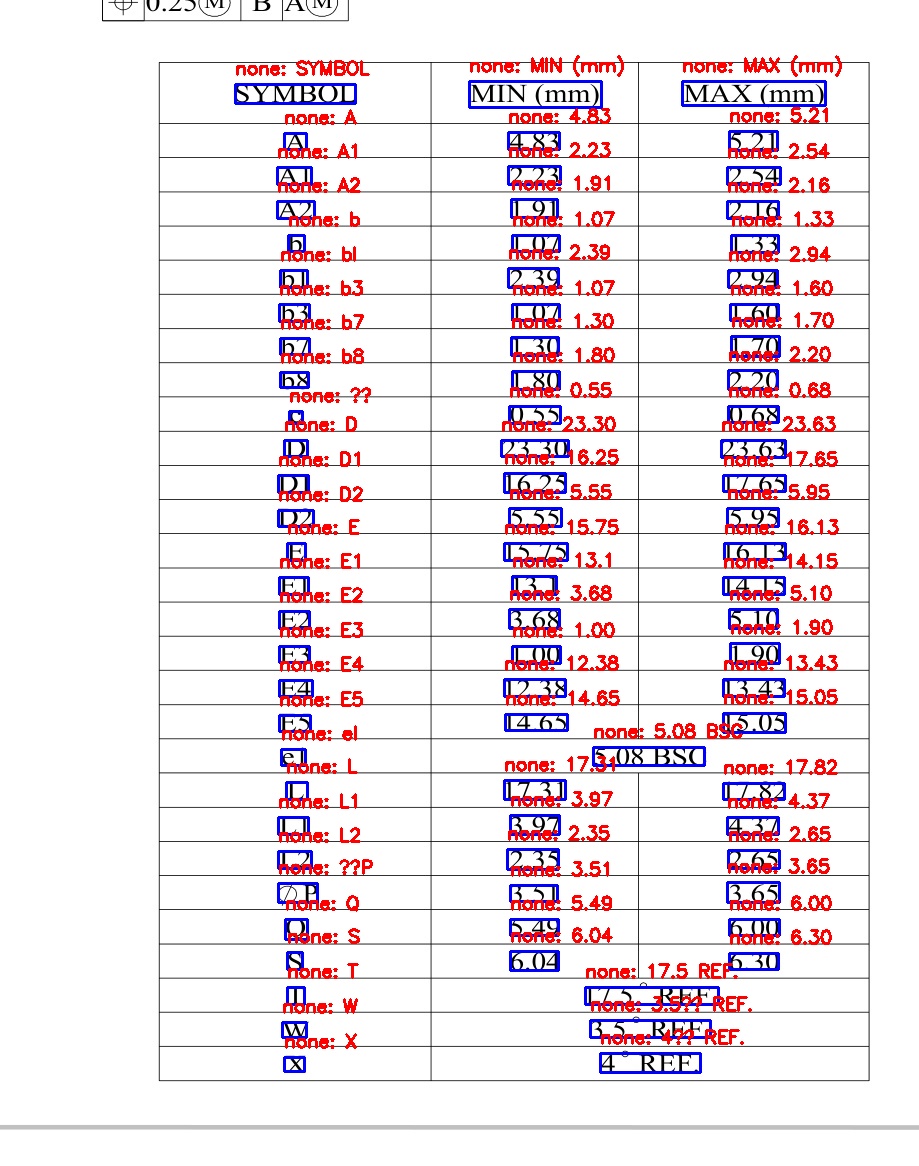 ⌖ 0.25Ⓜ B AⓂ
none: SYMBOL none: MIN (mm) none: MAX (mm)
SYMBOL MIN (mm) MAX (mm)
none: A none: 4.83 none: 5.21
A 4.83 5.21
none: A1 none: 2.23 none: 2.54
A1 2.23 2.54
none: A2 none: 1.91 none: 2.16
A2 1.91 2.16
none: b none: 1.07 none: 1.33
b 1.07 1.33
none: bl none: 2.39 none: 2.94
b1 2.39 2.94
none: b3 none: 1.07 none: 1.60
b3 1.07 1.60
none: b7 none: 1.30 none: 1.70
b7 1.30 1.70
none: b8 none: 1.80 none: 2.20
b8 1.80 2.20
none: ?? none: 0.55 none: 0.68
c 0.55 0.68
none: D none: 23.30 none: 23.63
D 23.30 23.63
none: D1 none: 16.25 none: 17.65
D1 16.25 17.65
none: D2 none: 5.55 none: 5.95
D2 5.55 5.95
none: E none: 15.75 none: 16.13
E 15.75 16.13
none: E1 none: 13.1 none: 14.15
E1 13.1 14.15
none: E2 none: 3.68 none: 5.10
E2 3.68 5.10
none: E3 none: 1.00 none: 1.90
E3 1.00 1.90
none: E4 none: 12.38 none: 13.43
E4 12.38 13.43
none: E5 none: 14.65 none: 15.05
E5 14.65 15.05
none: el none: 5.08 BSC
e1 5.08 BSC
none: L none: 17.31 none: 17.82
L 17.31 17.82
none: L1 none: 3.97 none: 4.37
L1 3.97 4.37
none: L2 none: 2.35 none: 2.65
L2 2.35 2.65
none: ??P none: 3.51 none: 3.65
∅P 3.51 3.65
none: Q none: 5.49 none: 6.00
Q 5.49 6.00
none: S none: 6.04 none: 6.30
S 6.04 6.30
none: T none: 17.5 REF.
T 17.5° REF.
none: W none: 3.5?? REF.
W 3.5° REF.
none: X none: 4?? REF.
X 4° REF.